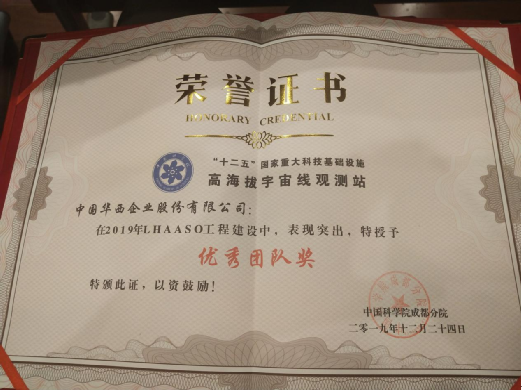 荣誉证书
HONORARY CREDENTIAL
“十二五”国家重大科技基础设施
高海拔宇宙线观测站
中国华西企业股份有限公司：
在2019年LHAASO工程建设中，表现突出，特授予
优秀团队奖
特颁此证，以资鼓励！
中国科学院成都分院
二零一九年十二月二十四日